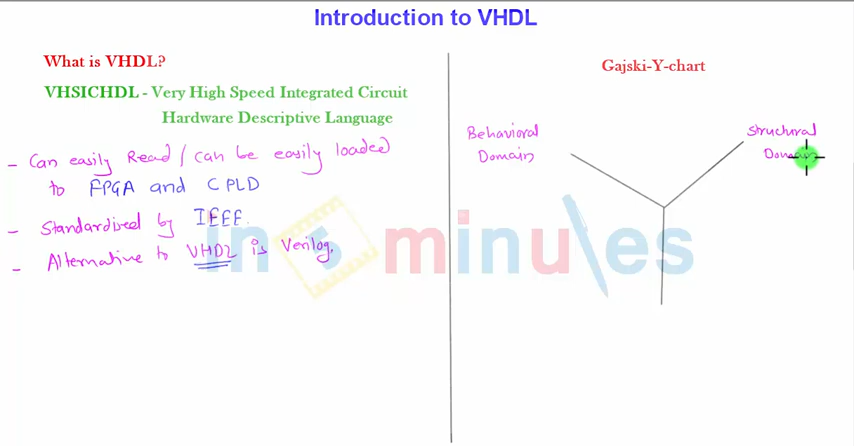 Introduction to VHDL
What is VHDL?
VHSICHDL - Very High Speed Integrated Circuit
Hardware Descriptive Language
- Can easily Read / can be easily loaded
to FPGA and CPLD
- Standardized by IEEE.
- Alternative to VHDL is Verilog.
Gajski-Y-chart
Behavioral
Domain
Structural
Domain
in 5 minutes